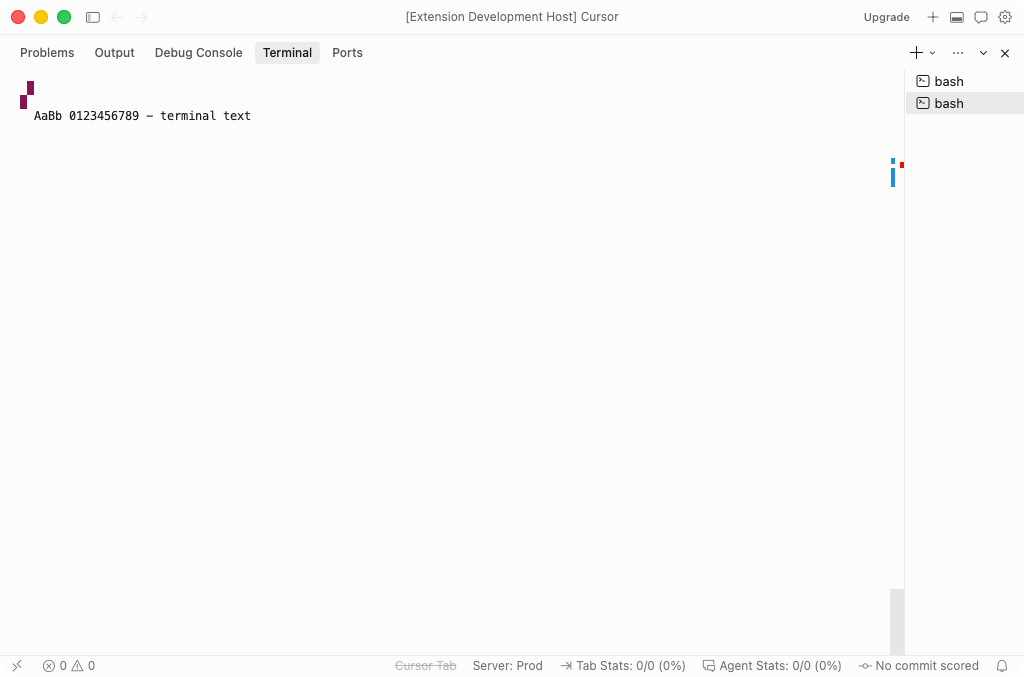 [Extension Development Host] Cursor
Upgrade
Problems Output Debug Console Terminal Ports
bash
bash
AaBb 0123456789 — terminal text
0 0 Cursor Tab Server: Prod Tab Stats: 0/0 (0%) Agent Stats: 0/0 (0%) No commit scored